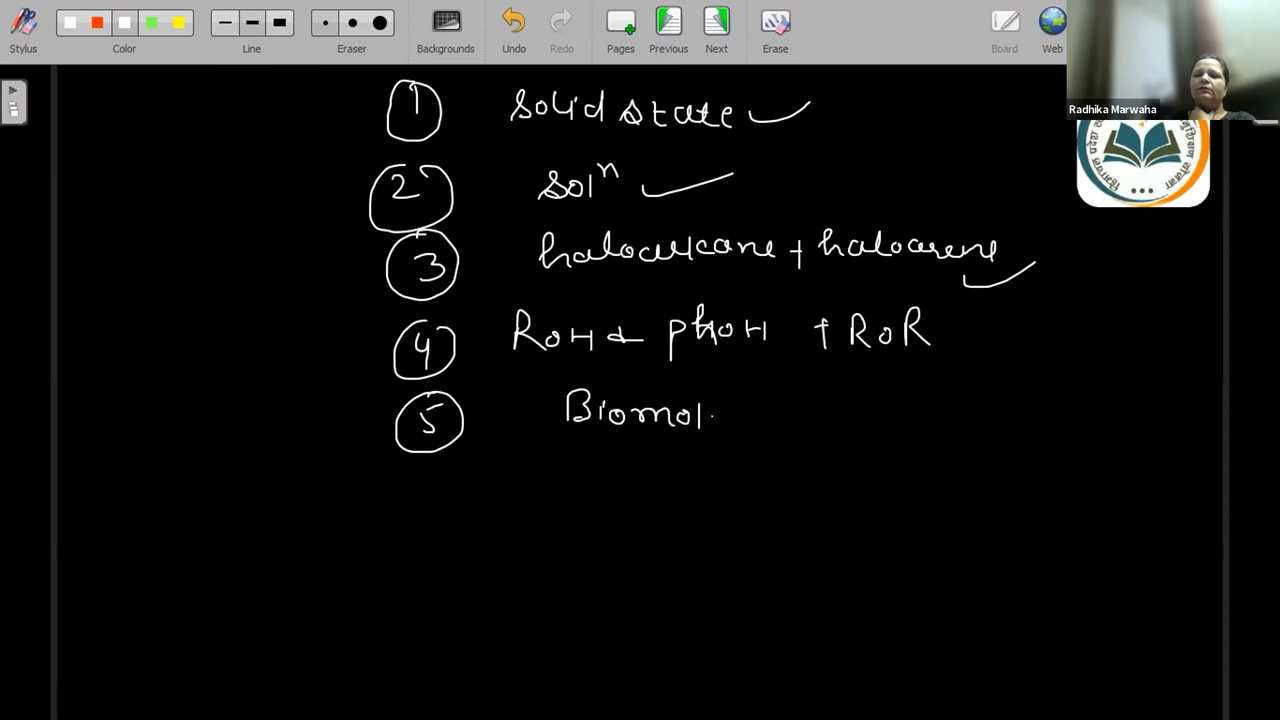 Stylus Color Line Eraser Backgrounds Undo Redo Pages Previous Next Erase Board Web
Radhika Marwaha
1 Solid state ✓
2 Solⁿ ✓
3 haloalkane + haloarene ✓
4 ROH & PhOH + ROR
5 Biomol.